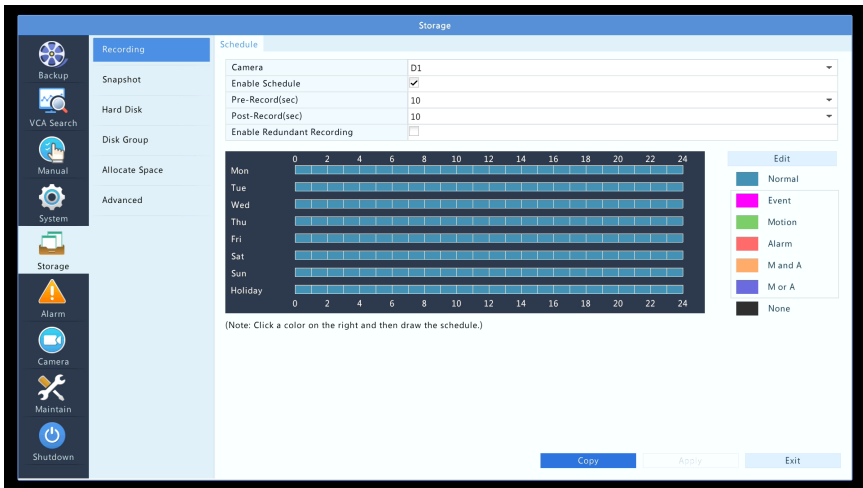 Storage
Backup
VCA Search
Manual
System
Storage
Alarm
Camera
Maintain
Shutdown
Recording
Snapshot
Hard Disk
Disk Group
Allocate Space
Advanced
Schedule
Camera D1
Enable Schedule
Pre-Record(sec) 10
Post-Record(sec) 10
Enable Redundant Recording
0 2 4 6 8 10 12 14 16 18 20 22 24
Mon
Tue
Wed
Thu
Fri
Sat
Sun
Holiday
0 2 4 6 8 10 12 14 16 18 20 22 24
Edit
Normal
Event
Motion
Alarm
M and A
M or A
None
(Note: Click a color on the right and then draw the schedule.)
Copy Apply Exit